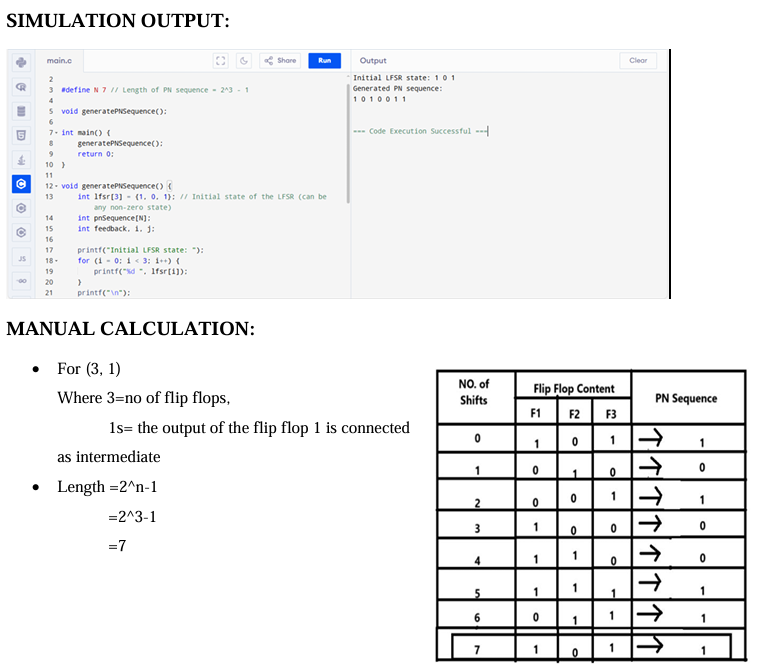 SIMULATION OUTPUT:
main.c
Share
Run
Output
Clear
2
3 #define N 7 // Length of PN sequence = 2^3 - 1
4
5 void generatePNSequence();
6
7- int main() {
8 generatePNSequence();
9 return 0;
10 }
11
12- void generatePNSequence() {
13 int lfsr[3] = {1, 0, 1}; // Initial state of the LFSR (can be
any non-zero state)
14 int pnSequence[N];
15 int feedback, i, j;
16
17 printf("Initial LFSR state: ");
18- for (i = 0; i < 3; i++) {
19 printf("%d ", lfsr[i]);
20 }
21 printf("\n");
JS
-GO
Initial LFSR state: 1 0 1
Generated PN sequence:
1 0 1 0 0 1 1
=== Code Execution Successful ===
MANUAL CALCULATION:
• For (3, 1)
Where 3=no of flip flops,
1s= the output of the flip flop 1 is connected
as intermediate
• Length =2^n-1
=2^3-1
=7
NO. of Shifts Flip Flop Content PN Sequence
F1 F2 F3
0 1 0 1 → 1
1 0 1 0 → 0
2 0 0 1 → 1
3 1 0 0 → 0
4 1 1 0 → 0
5 1 1 1 → 1
6 0 1 1 → 1
7 1 0 1 → 1